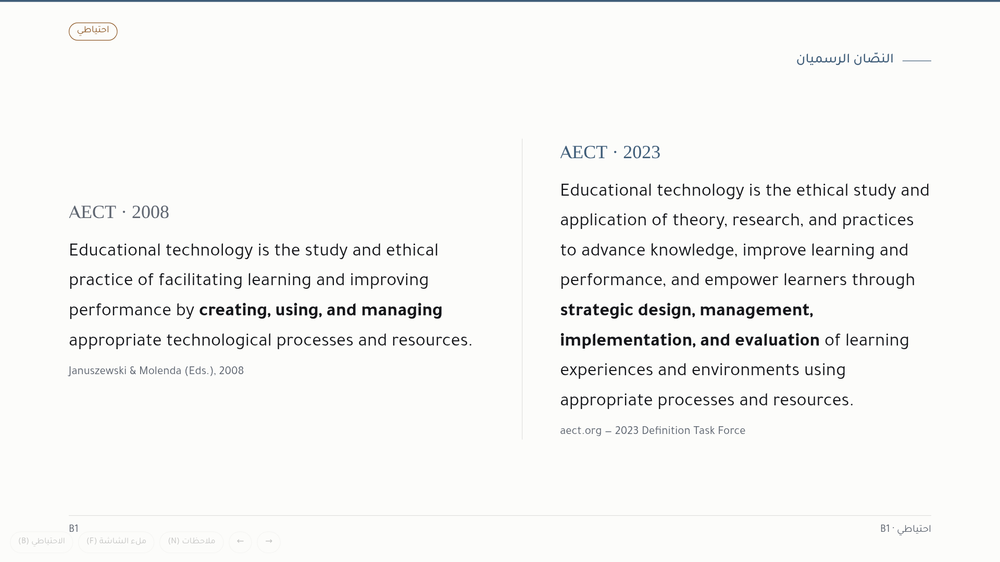 احتياطي
النصّان الرسميان
AECT · 2023
Educational technology is the ethical study and
application of theory, research, and practices
to advance knowledge, improve learning and
performance, and empower learners through
strategic design, management,
implementation, and evaluation of learning
experiences and environments using
appropriate processes and resources.
aect.org — 2023 Definition Task Force
AECT · 2008
Educational technology is the study and ethical
practice of facilitating learning and improving
performance by creating, using, and managing
appropriate technological processes and resources.
Januszewski & Molenda (Eds.), 2008
احتياطي · B1
B1
→
←
ملاحظات (N)
ملء الشاشة (F)
الاحتياطي (B)